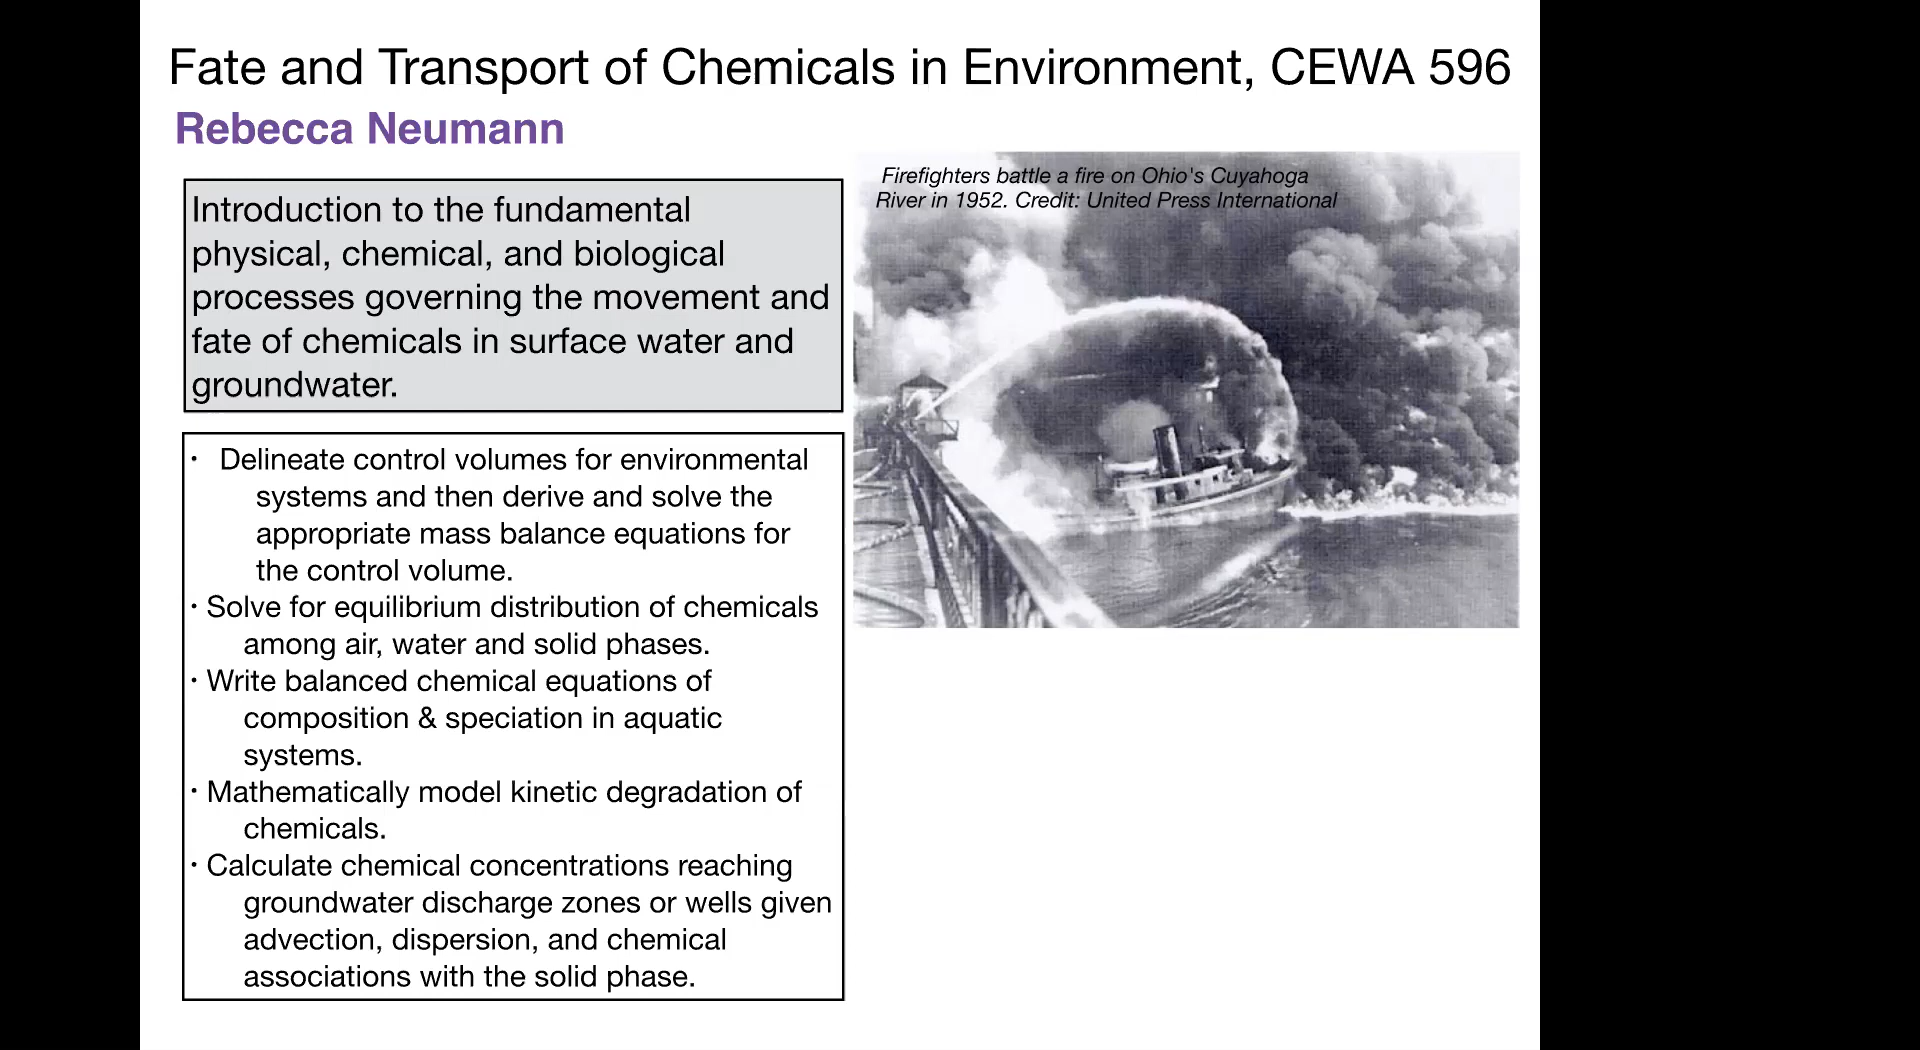 Fate and Transport of Chemicals in Environment, CEWA 596
Rebecca Neumann
Introduction to the fundamental
physical, chemical, and biological
processes governing the movement and
fate of chemicals in surface water and
groundwater.
• Delineate control volumes for environmental
systems and then derive and solve the
appropriate mass balance equations for
the control volume.
• Solve for equilibrium distribution of chemicals
among air, water and solid phases.
• Write balanced chemical equations of
composition & speciation in aquatic
systems.
• Mathematically model kinetic degradation of
chemicals.
• Calculate chemical concentrations reaching
groundwater discharge zones or wells given
advection, dispersion, and chemical
associations with the solid phase.
Firefighters battle a fire on Ohio's Cuyahoga
River in 1952. Credit: United Press International